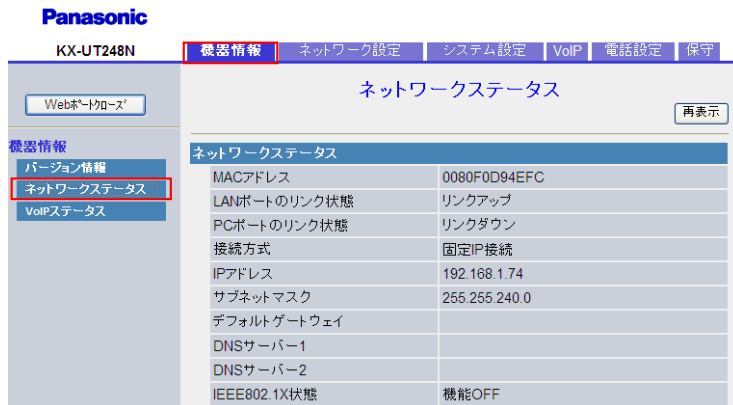 Panasonic
KX-UT248N
機器情報 ネットワーク設定 システム設定 VoIP 電話設定 保守
Webﾎﾟｰﾄｸﾛｰｽﾞ
ネットワークステータス
再表示
機器情報
バージョン情報
ネットワークステータス
VoIPステータス
ネットワークステータス
MACアドレス 0080F0D94EFC
LANポートのリンク状態 リンクアップ
PCポートのリンク状態 リンクダウン
接続方式 固定IP接続
IPアドレス 192.168.1.74
サブネットマスク 255.255.240.0
デフォルトゲートウェイ
DNSサーバー1
DNSサーバー2
IEEE802.1X状態 機能OFF